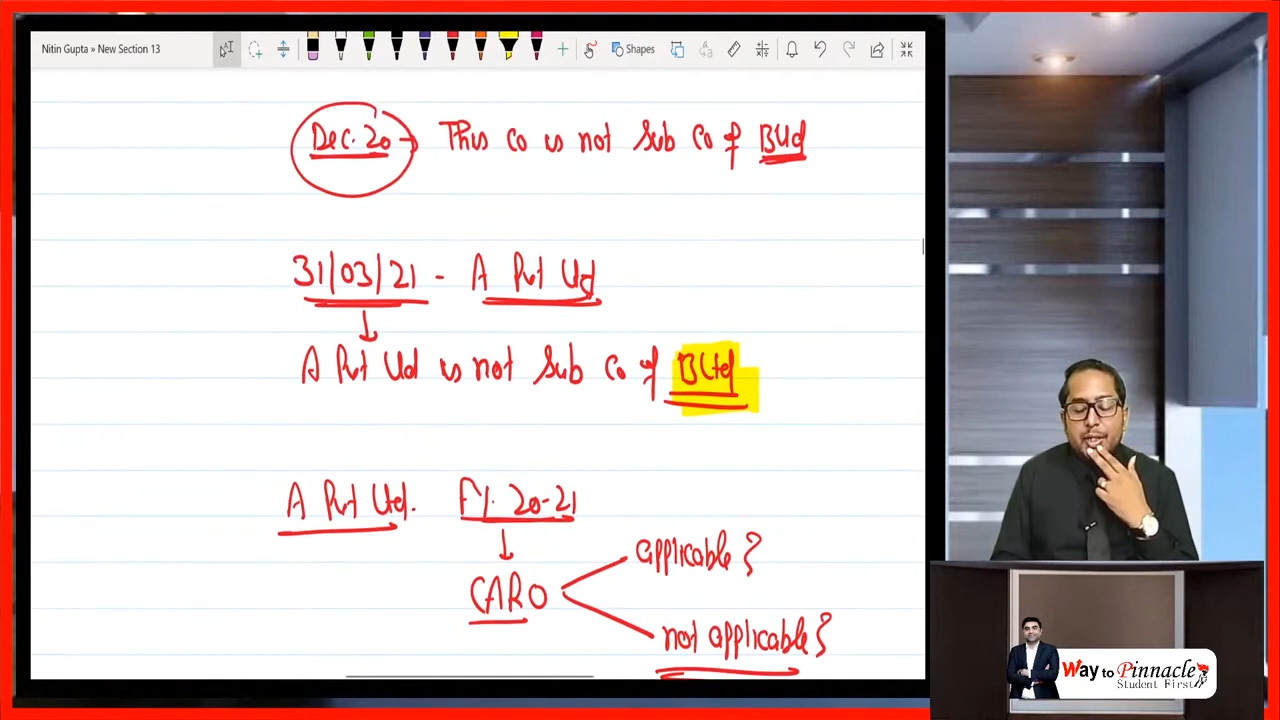 Nitin Gupta » New Section 13
Shapes
Dec. 20 → This Co is not Sub Co of B Ltd
31/03/21 - A Pvt Ltd
A Pvt Ltd is not Sub Co of B Ltd
A Pvt Ltd. FY. 20-21
CARO
applicable?
not applicable?
Way to Pinnacle
Student First